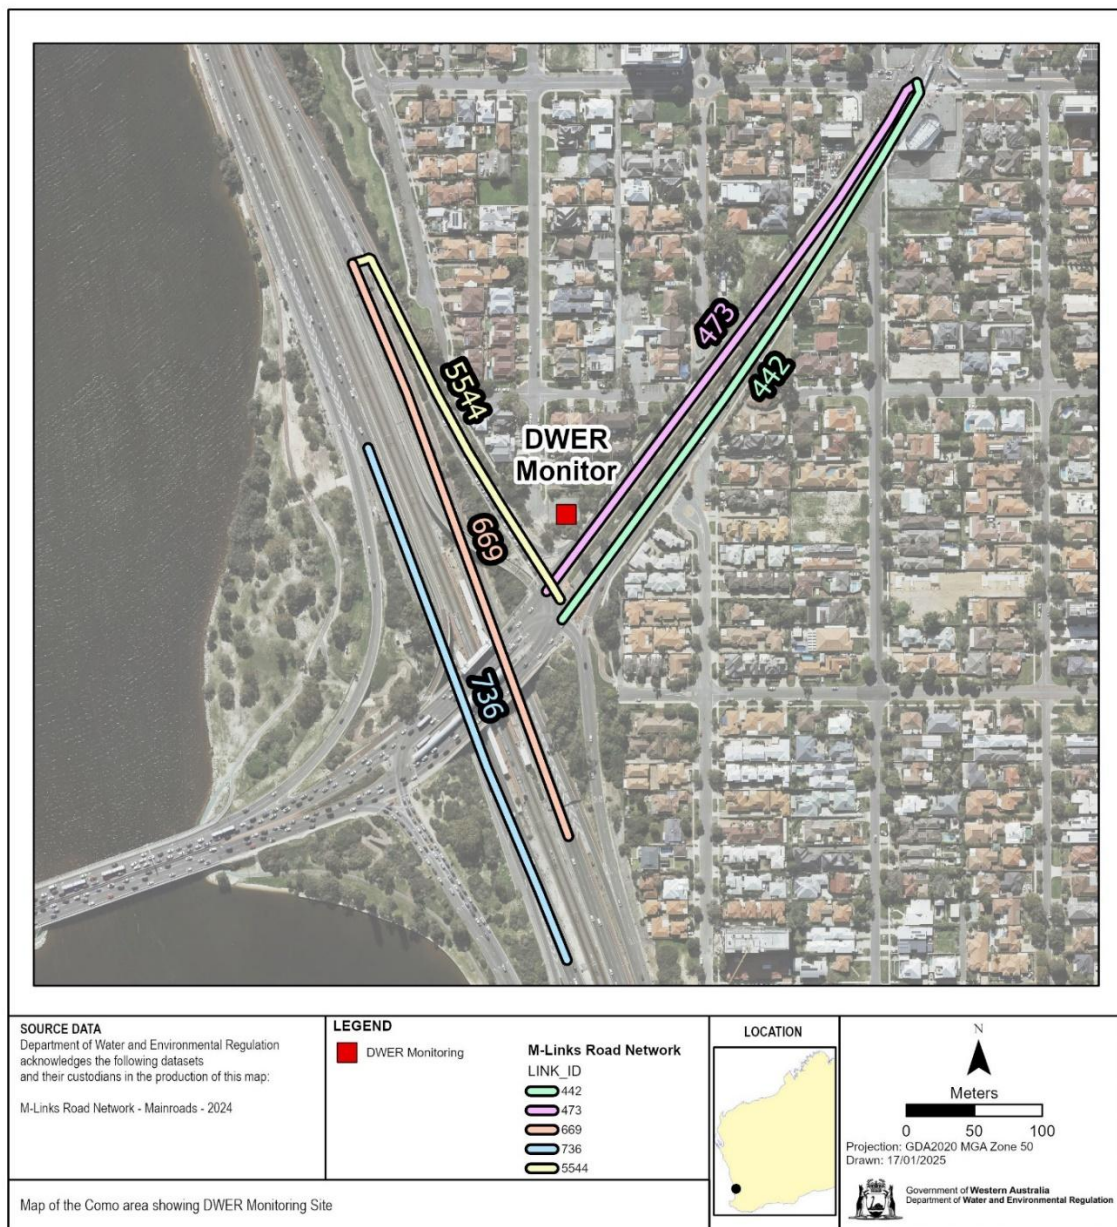 5544
473
442
DWER
Monitor
669
736
SOURCE DATA
Department of Water and Environmental Regulation
acknowledges the following datasets
and their custodians in the production of this map:
M-Links Road Network - Mainroads - 2024
LEGEND
DWER Monitoring
M-Links Road Network
LINK_ID
442
473
669
736
5544
LOCATION
N
Meters
0 50 100
Projection: GDA2020 MGA Zone 50
Drawn: 17/01/2025
Government of Western Australia
Department of Water and Environmental Regulation
Map of the Como area showing DWER Monitoring Site